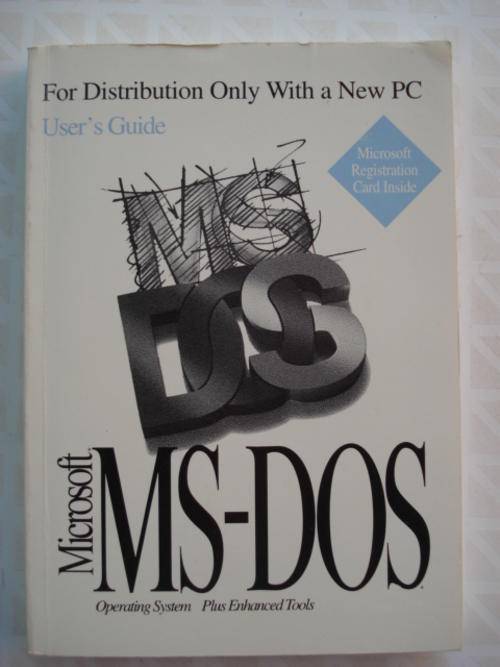 For Distribution Only With a New PC
User's Guide
Microsoft
Registration
Card Inside
MS
DOS
Microsoft
MS-DOS
Operating System Plus Enhanced Tools